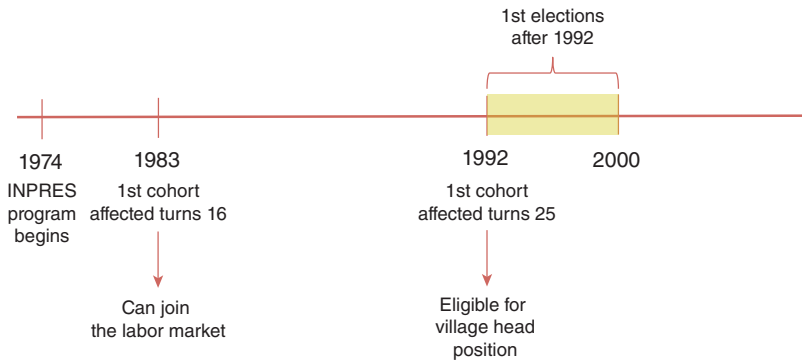 1st elections
after 1992
1974
INPRES
program
begins
1983
1st cohort
affected turns 16
Can join
the labor market
1992
1st cohort
affected turns 25
Eligible for
village head
position
2000